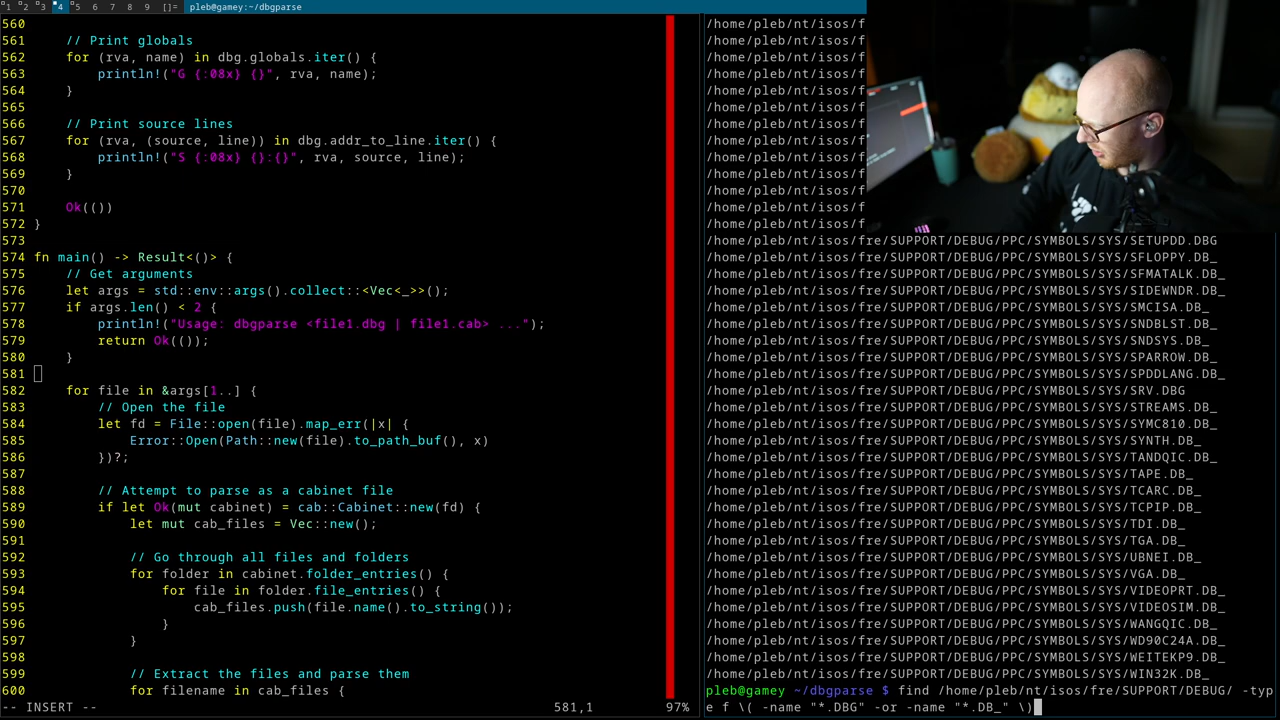 1 2 3 4 5 6 7 8 9 []= pleb@gamey:~/dbgparse
560
561     // Print globals
562     for (rva, name) in dbg.globals.iter() {
563         println!("G {:08x} {}", rva, name);
564     }
565
566     // Print source lines
567     for (rva, (source, line)) in dbg.addr_to_line.iter() {
568         println!("S {:08x} {}:{}", rva, source, line);
569     }
570
571     Ok(())
572 }
573
574 fn main() -> Result<()> {
575     // Get arguments
576     let args = std::env::args().collect::<Vec<_>>();
577     if args.len() < 2 {
578         println!("Usage: dbgparse <file1.dbg | file1.cab> ...");
579         return Ok(());
580     }
581
582     for file in &args[1..] {
583         // Open the file
584         let fd = File::open(file).map_err(|x| {
585             Error::Open(Path::new(file).to_path_buf(), x)
586         })?;
587
588         // Attempt to parse as a cabinet file
589         if let Ok(mut cabinet) = cab::Cabinet::new(fd) {
590             let mut cab_files = Vec::new();
591
592             // Go through all files and folders
593             for folder in cabinet.folder_entries() {
594                 for file in folder.file_entries() {
595                     cab_files.push(file.name().to_string());
596                 }
597             }
598
599             // Extract the files and parse them
600             for filename in cab_files {
-- INSERT -- 581,1 97%
/home/pleb/nt/isos/f
/home/pleb/nt/isos/f
/home/pleb/nt/isos/f
/home/pleb/nt/isos/f
/home/pleb/nt/isos/f
/home/pleb/nt/isos/f
/home/pleb/nt/isos/f
/home/pleb/nt/isos/f
/home/pleb/nt/isos/f
/home/pleb/nt/isos/f
/home/pleb/nt/isos/f
/home/pleb/nt/isos/f
/home/pleb/nt/isos/f
/home/pleb/nt/isos/fre/SUPPORT/DEBUG/PPC/SYMBOLS/SYS/SETUPDD.DBG
/home/pleb/nt/isos/fre/SUPPORT/DEBUG/PPC/SYMBOLS/SYS/SFLOPPY.DB_
/home/pleb/nt/isos/fre/SUPPORT/DEBUG/PPC/SYMBOLS/SYS/SFMATALK.DB_
/home/pleb/nt/isos/fre/SUPPORT/DEBUG/PPC/SYMBOLS/SYS/SIDEWNDR.DB_
/home/pleb/nt/isos/fre/SUPPORT/DEBUG/PPC/SYMBOLS/SYS/SMCISA.DB_
/home/pleb/nt/isos/fre/SUPPORT/DEBUG/PPC/SYMBOLS/SYS/SNDBLST.DB_
/home/pleb/nt/isos/fre/SUPPORT/DEBUG/PPC/SYMBOLS/SYS/SNDSYS.DB_
/home/pleb/nt/isos/fre/SUPPORT/DEBUG/PPC/SYMBOLS/SYS/SPARROW.DB_
/home/pleb/nt/isos/fre/SUPPORT/DEBUG/PPC/SYMBOLS/SYS/SPDDLANG.DB_
/home/pleb/nt/isos/fre/SUPPORT/DEBUG/PPC/SYMBOLS/SYS/SRV.DBG
/home/pleb/nt/isos/fre/SUPPORT/DEBUG/PPC/SYMBOLS/SYS/STREAMS.DB_
/home/pleb/nt/isos/fre/SUPPORT/DEBUG/PPC/SYMBOLS/SYS/SYMC810.DB_
/home/pleb/nt/isos/fre/SUPPORT/DEBUG/PPC/SYMBOLS/SYS/SYNTH.DB_
/home/pleb/nt/isos/fre/SUPPORT/DEBUG/PPC/SYMBOLS/SYS/TANDQIC.DB_
/home/pleb/nt/isos/fre/SUPPORT/DEBUG/PPC/SYMBOLS/SYS/TAPE.DB_
/home/pleb/nt/isos/fre/SUPPORT/DEBUG/PPC/SYMBOLS/SYS/TCARC.DB_
/home/pleb/nt/isos/fre/SUPPORT/DEBUG/PPC/SYMBOLS/SYS/TCPIP.DB_
/home/pleb/nt/isos/fre/SUPPORT/DEBUG/PPC/SYMBOLS/SYS/TDI.DB_
/home/pleb/nt/isos/fre/SUPPORT/DEBUG/PPC/SYMBOLS/SYS/TGA.DB_
/home/pleb/nt/isos/fre/SUPPORT/DEBUG/PPC/SYMBOLS/SYS/UBNEI.DB_
/home/pleb/nt/isos/fre/SUPPORT/DEBUG/PPC/SYMBOLS/SYS/VGA.DB_
/home/pleb/nt/isos/fre/SUPPORT/DEBUG/PPC/SYMBOLS/SYS/VIDEOPRT.DB_
/home/pleb/nt/isos/fre/SUPPORT/DEBUG/PPC/SYMBOLS/SYS/VIDEOSIM.DB_
/home/pleb/nt/isos/fre/SUPPORT/DEBUG/PPC/SYMBOLS/SYS/WANGQIC.DB_
/home/pleb/nt/isos/fre/SUPPORT/DEBUG/PPC/SYMBOLS/SYS/WD90C24A.DB_
/home/pleb/nt/isos/fre/SUPPORT/DEBUG/PPC/SYMBOLS/SYS/WEITEKP9.DB_
/home/pleb/nt/isos/fre/SUPPORT/DEBUG/PPC/SYMBOLS/SYS/WIN32K.DB_
pleb@gamey ~/dbgparse $ find /home/pleb/nt/isos/fre/SUPPORT/DEBUG/ -typ
e f \( -name "*.DBG" -or -name "*.DB_" \)